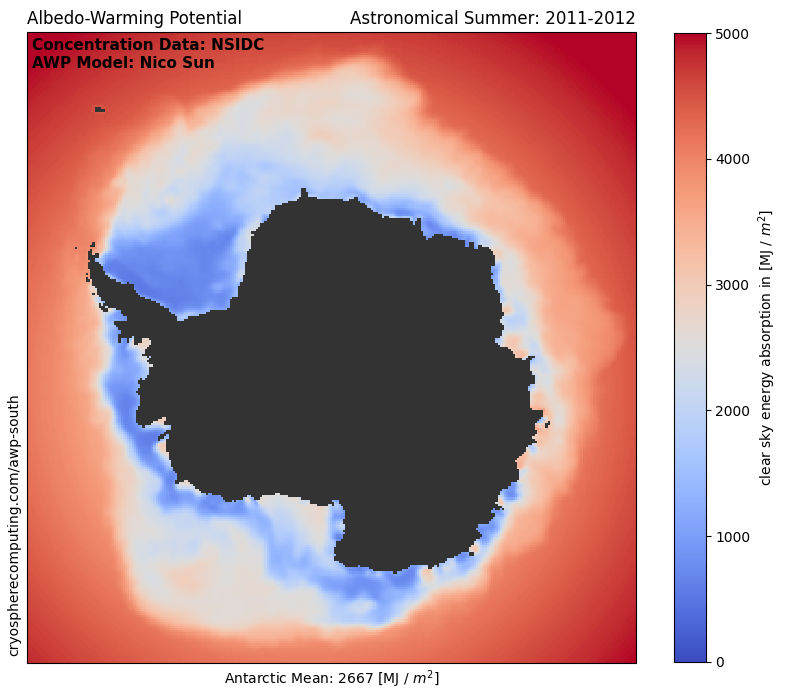 Albedo-Warming Potential
Astronomical Summer: 2011-2012
Concentration Data: NSIDC
AWP Model: Nico Sun
cryospherecomputing.com/awp-south
5000
4000
3000
2000
1000
0
clear sky energy absorption in [MJ / m²]
Antarctic Mean: 2667 [MJ / m²]